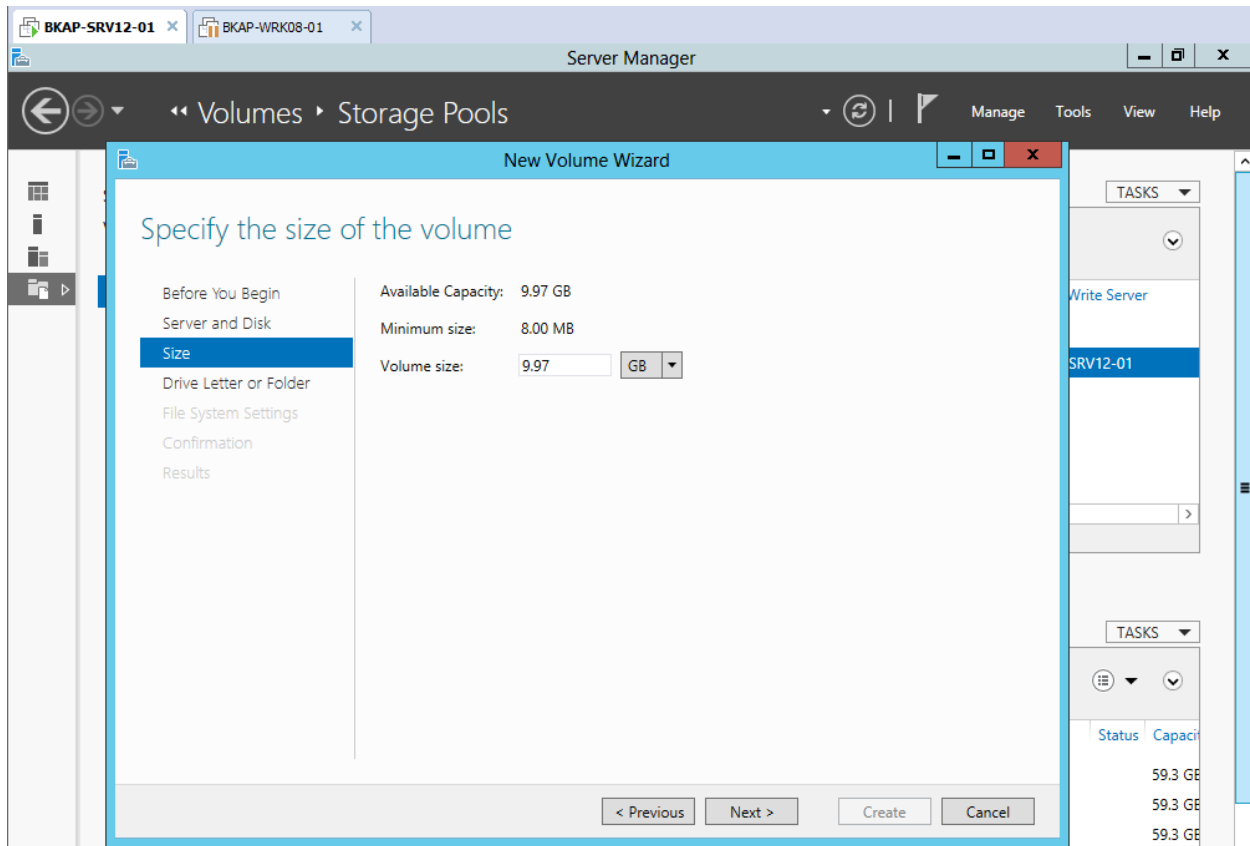 BKAP-SRV12-01 BKAP-WRK08-01
Server Manager
Volumes Storage Pools Manage Tools View Help
New Volume Wizard
TASKS
Specify the size of the volume
Before You Begin
Server and Disk
Size
Drive Letter or Folder
File System Settings
Confirmation
Results
Available Capacity: 9.97 GB
Minimum size: 8.00 MB
Volume size: 9.97 GB
Write Server
SRV12-01
TASKS
Status Capacit
59.3 GB
59.3 GB
59.3 GB
< Previous Next > Create Cancel